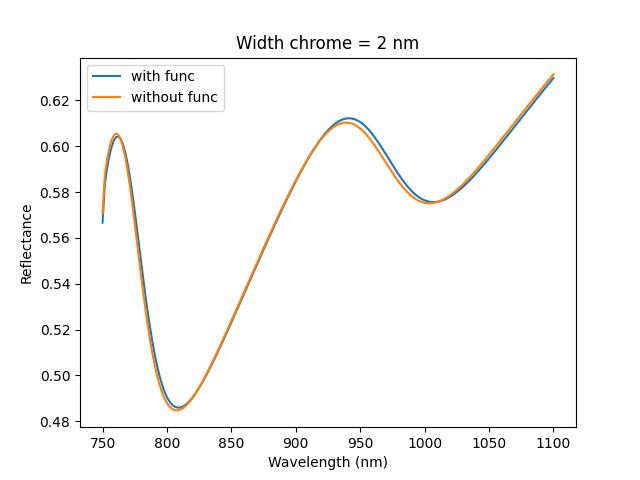 Width chrome = 2 nm
with func
without func
Reflectance
0.62
0.60
0.58
0.56
0.54
0.52
0.50
0.48
750 800 850 900 950 1000 1050 1100
Wavelength (nm)